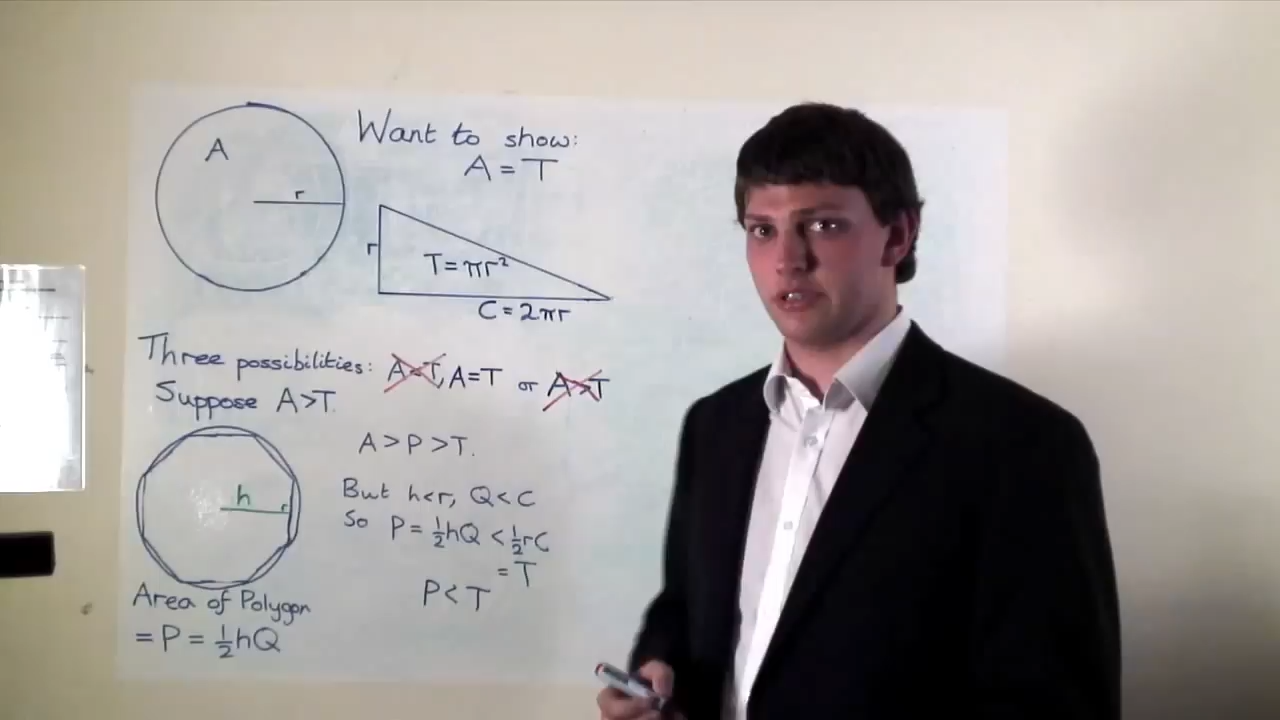 A
r
Want to show:
A = T
r
T = πr²
C = 2πr
Three possibilities: A<T, A=T or A>T
Suppose A>T.
h
A > P > T.
But h<r, Q < C
So P = ½hQ < ½rC
= T
P < T
Area of Polygon
= P = ½hQ